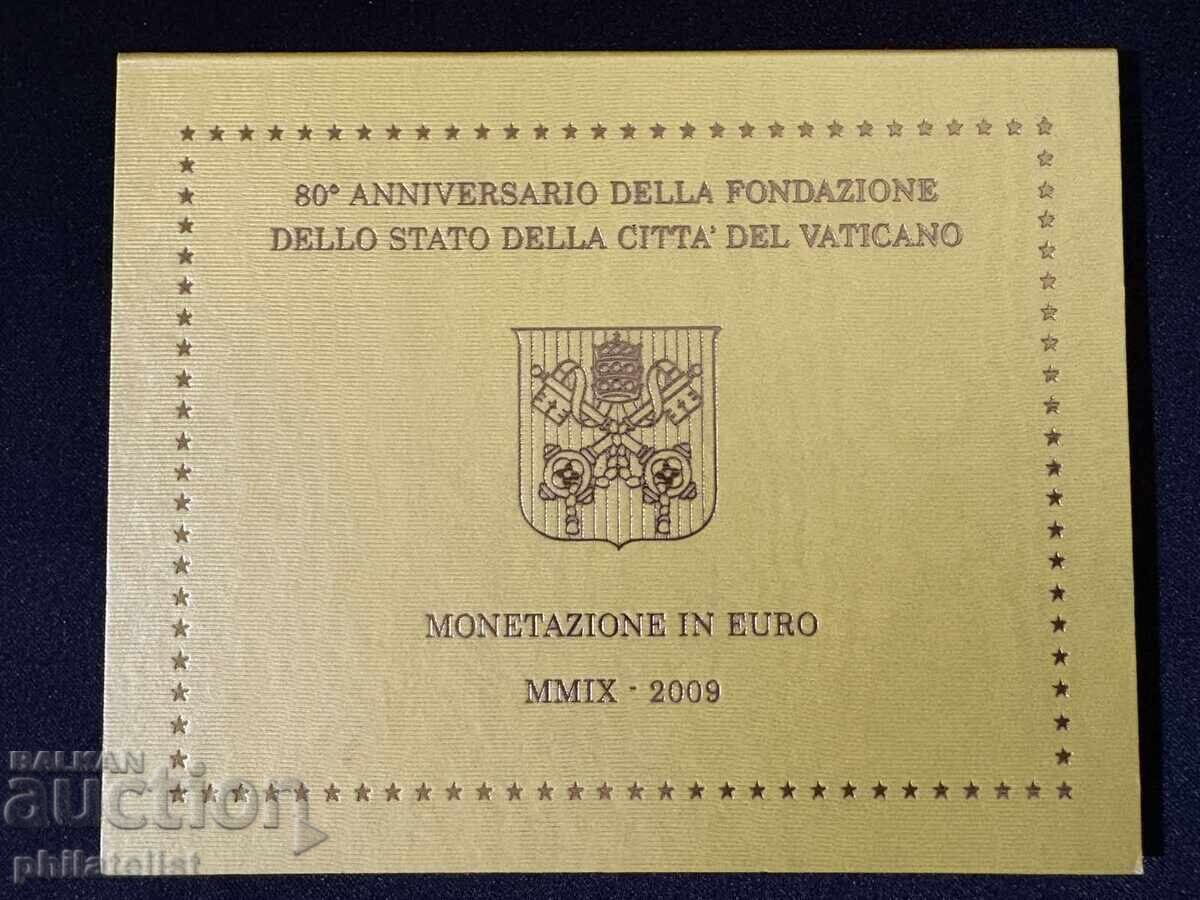 80° ANNIVERSARIO DELLA FONDAZIONE
DELLO STATO DELLA CITTA' DEL VATICANO
MONETAZIONE IN EURO
MMIX - 2009
BALKAN
auction
philatelist